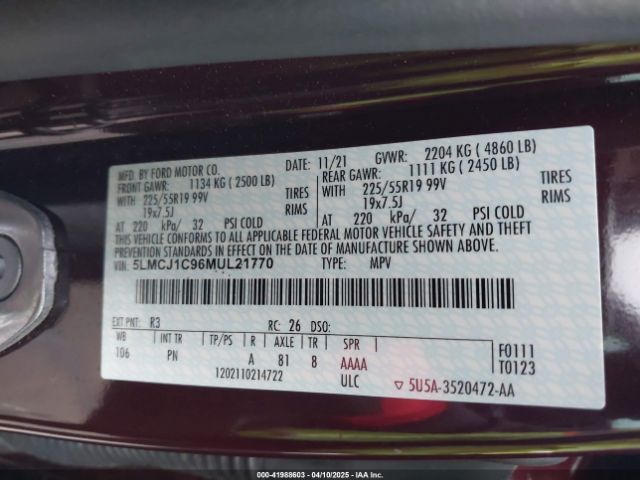 MFD. BY FORD MOTOR CO.
DATE: 11/21 GVWR: 2204 KG ( 4860 LB)
FRONT GAWR: 1134 KG ( 2500 LB)
REAR GAWR: 1111 KG ( 2450 LB)
WITH 225/55R19 99V TIRES
19x7.5J RIMS
AT 220 kPa/ 32 PSI COLD
WITH 225/55R19 99V TIRES
19x7.5J RIMS
AT 220 kPa/ 32 PSI COLD
THIS VEHICLE CONFORMS TO ALL APPLICABLE FEDERAL MOTOR VEHICLE SAFETY AND THEFT
PREVENTION STANDARDS IN EFFECT ON THE DATE OF MANUFACTURE SHOWN ABOVE.
VIN: 5LMCJ1C96MUL21770 TYPE: MPV
EXT PNT: R3 RC: 26 DSO:
WB INT TR TP/PS R AXLE TR SPR
106 PN A 81 8 AAAA
1202110214722 ULC
F0111
T0123
▽ 5U5A-3520472-AA
000-41988603 - 04/10/2025 - IAAC